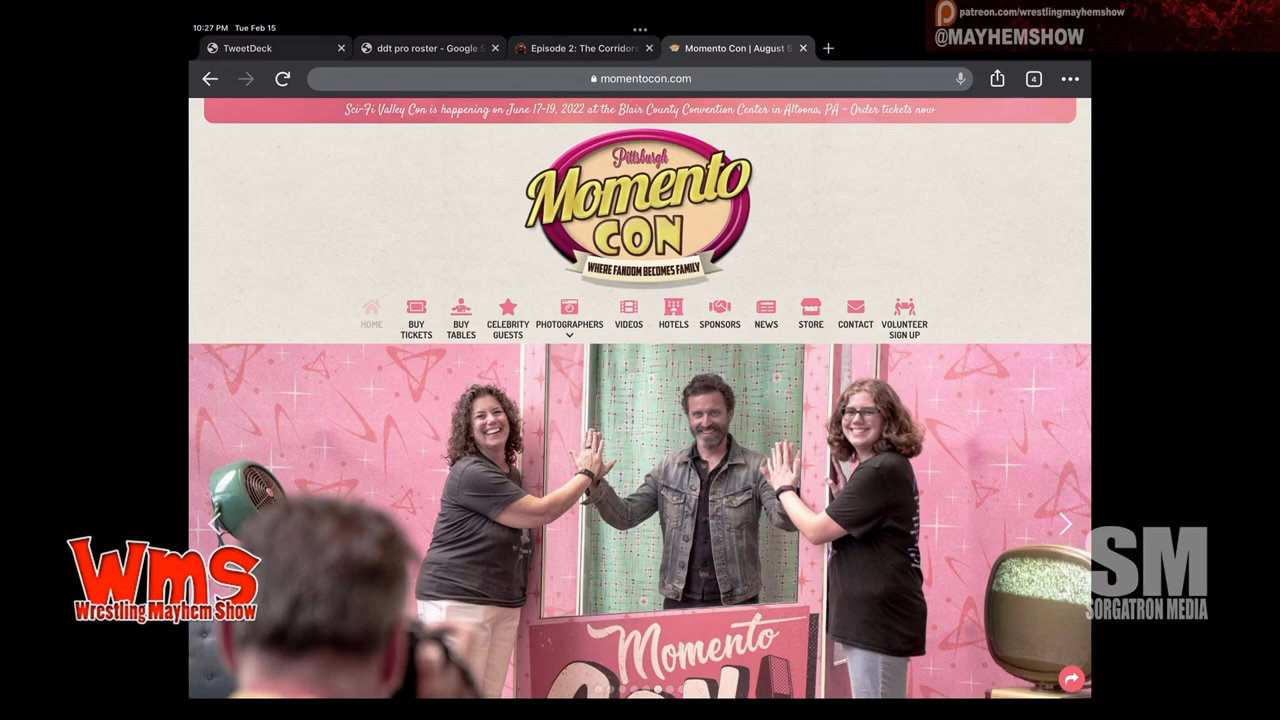 10:27 PM Tue Feb 15
patreon.com/wrestlingmayhemshow
@MAYHEMSHOW
TweetDeck
ddt pro roster - Google S
Episode 2: The Corridors
Momento Con | August 5
momentocon.com
4
Sci-Fi Valley Con is happening on June 17-19, 2022 at the Blair County Convention Center in Altoona, PA - Order tickets now
Pittsburgh
Momento
CON
WHERE FANDOM BECOMES FAMILY
HOME
BUY TICKETS
BUY TABLES
CELEBRITY GUESTS
PHOTOGRAPHERS
VIDEOS
HOTELS
SPONSORS
NEWS
STORE
CONTACT
VOLUNTEER SIGN UP
Momento
CON
WMS
Wrestling Mayhem Show
SM
SORGATRON MEDIA